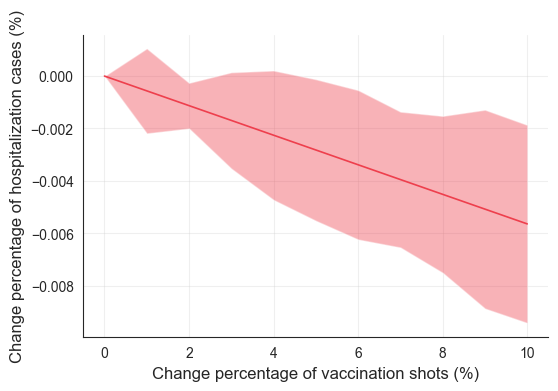 Change percentage of hospitalization cases (%)
0.000
−0.002
−0.004
−0.006
−0.008
0 2 4 6 8 10
Change percentage of vaccination shots (%)